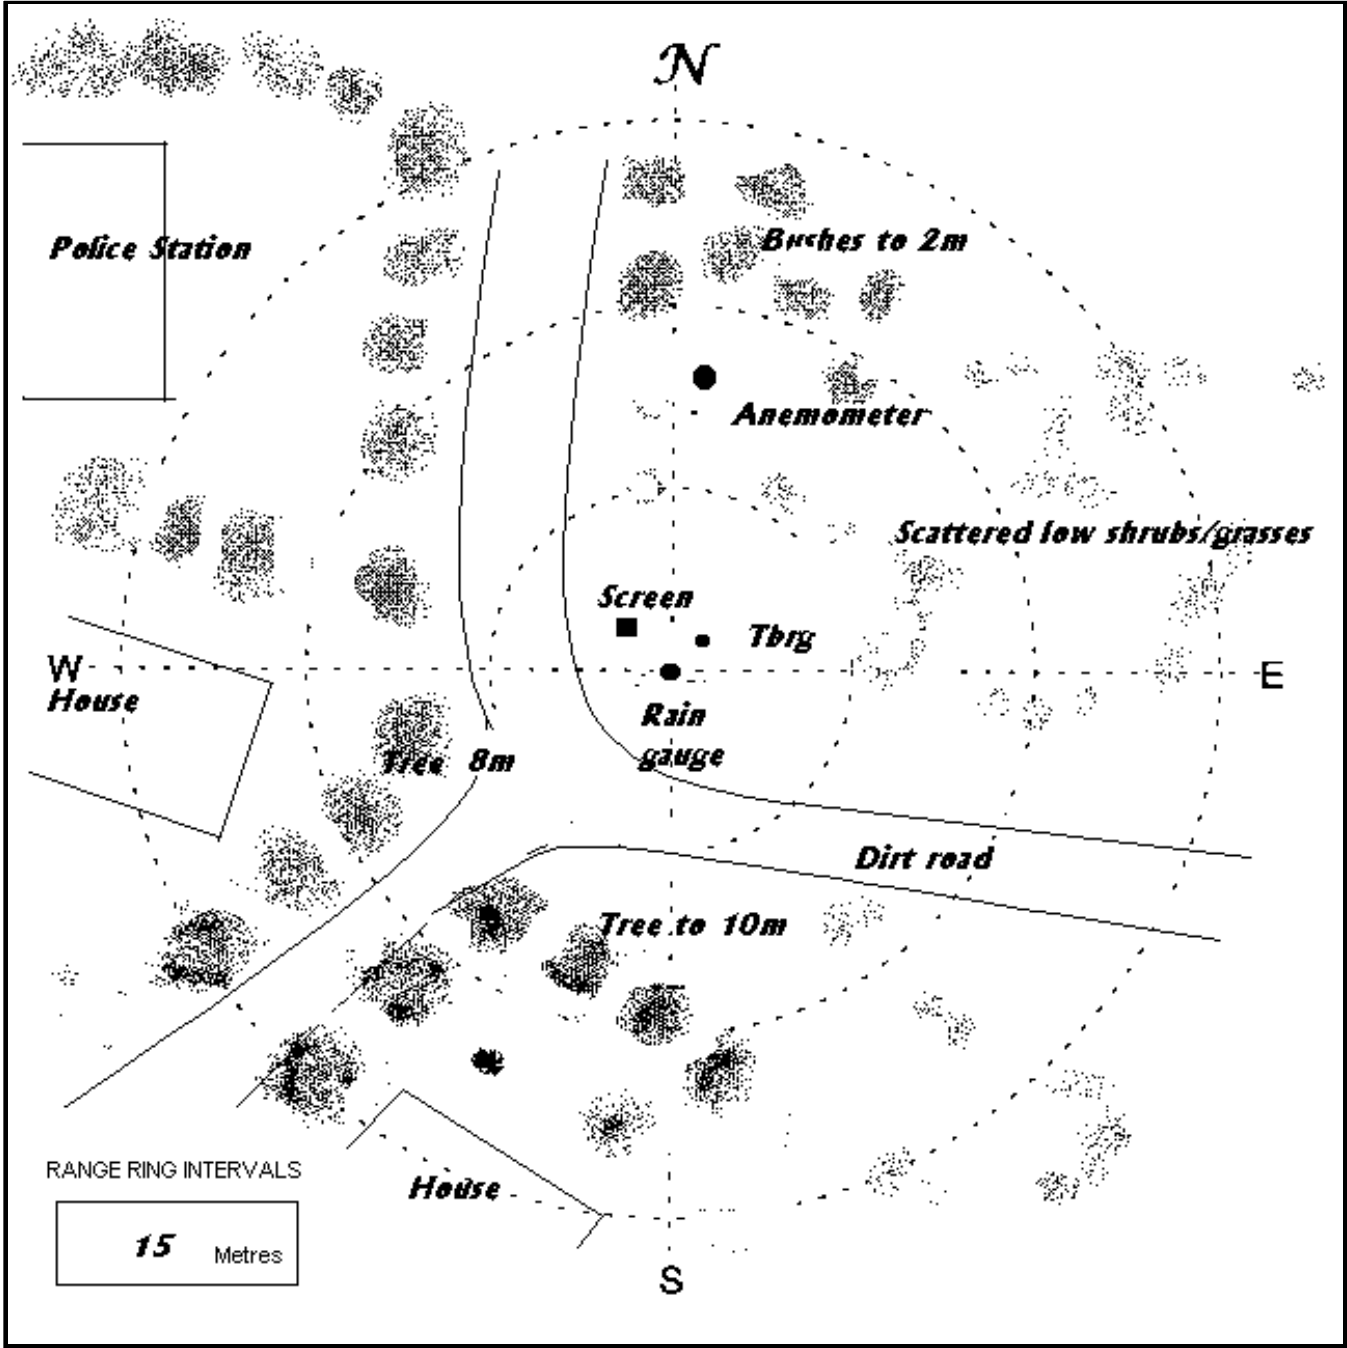 N
Police Station
Bushes to 2m
Anemometer
Scattered low shrubs/grasses
Screen
Tbrg
W
E
House
Rain
gauge
Tree 8m
Dirt road
Tree to 10m
RANGE RING INTERVALS
House
15 Metres
S